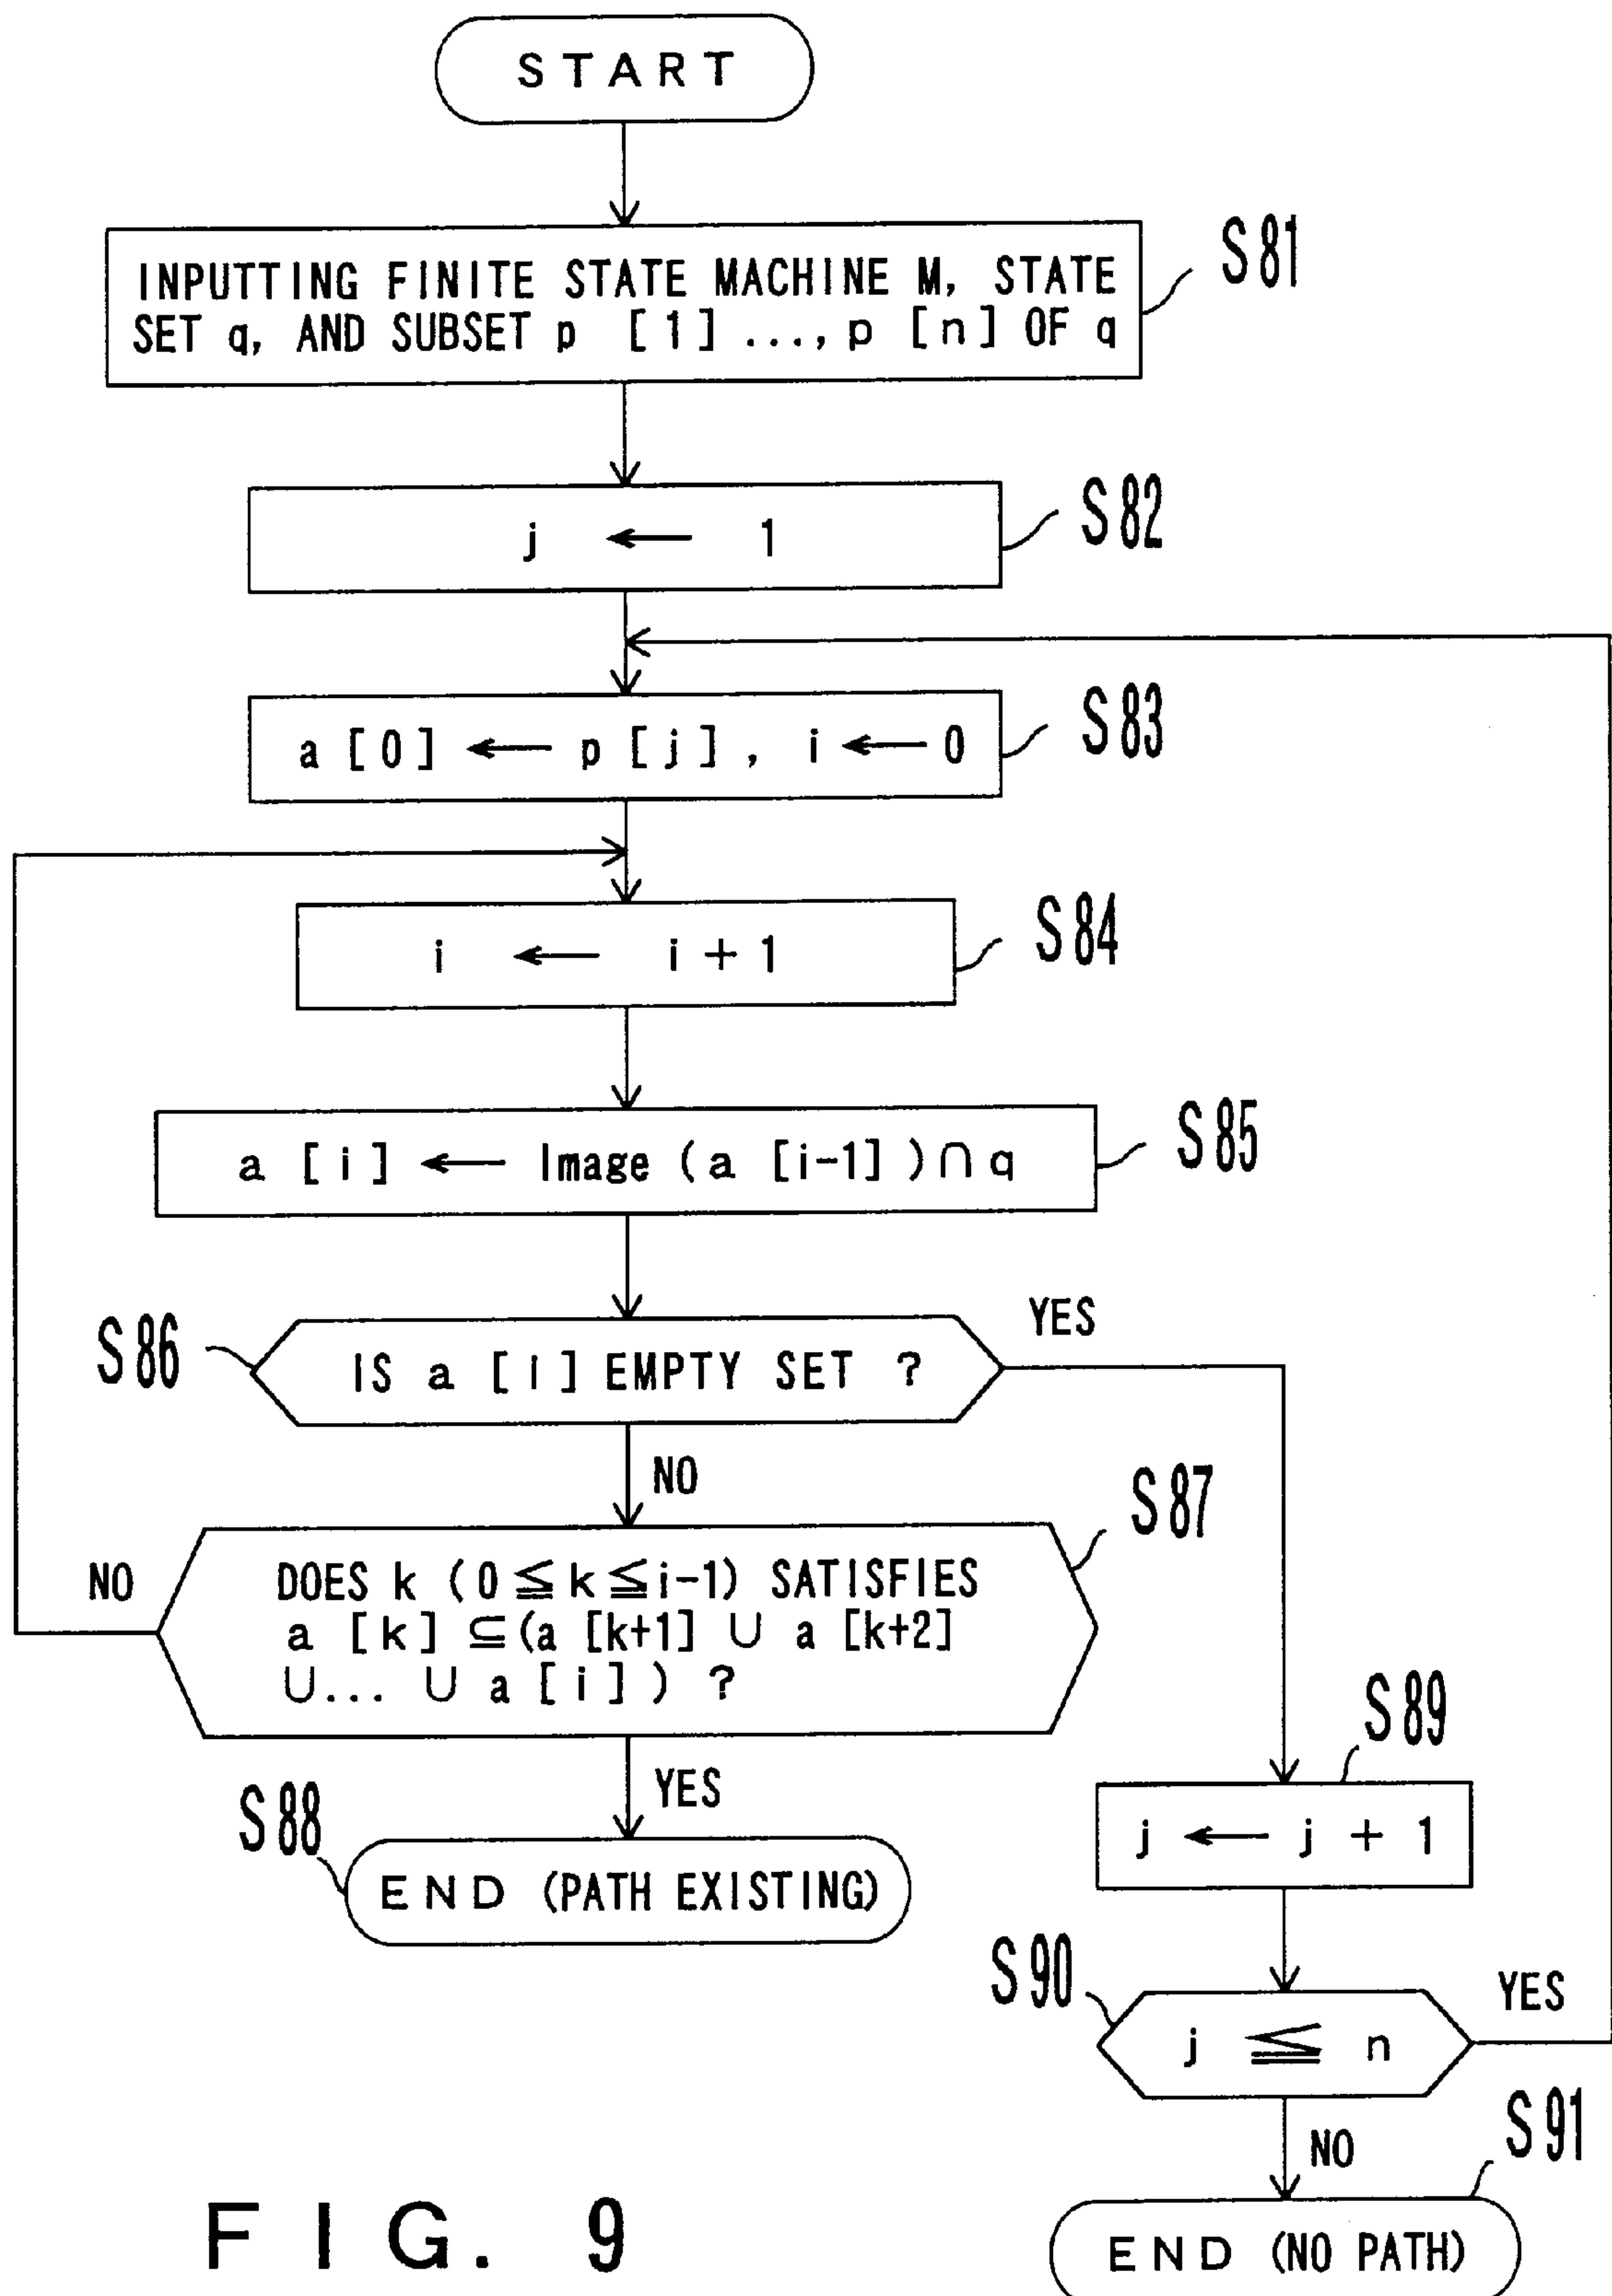 START
INPUTTING FINITE STATE MACHINE M, STATE
SET q, AND SUBSET p [1] ..., p [n] OF q
S81
j ← 1
S82
a [0] ← p [j], i ← 0
S83
i ← i + 1
S84
a [i] ← Image (a [i-1]) ∩ q
S85
S86
IS a [i] EMPTY SET ?
YES
NO
S87
NO
DOES k (0≦k≦i-1) SATISFIES
a [k] ⊆(a [k+1] ∪ a [k+2]
∪... ∪ a [i]) ?
YES
S88
END (PATH EXISTING)
S89
j ← j + 1
S90
j ≦ n
YES
NO
S91
END (NO PATH)
FIG. 9